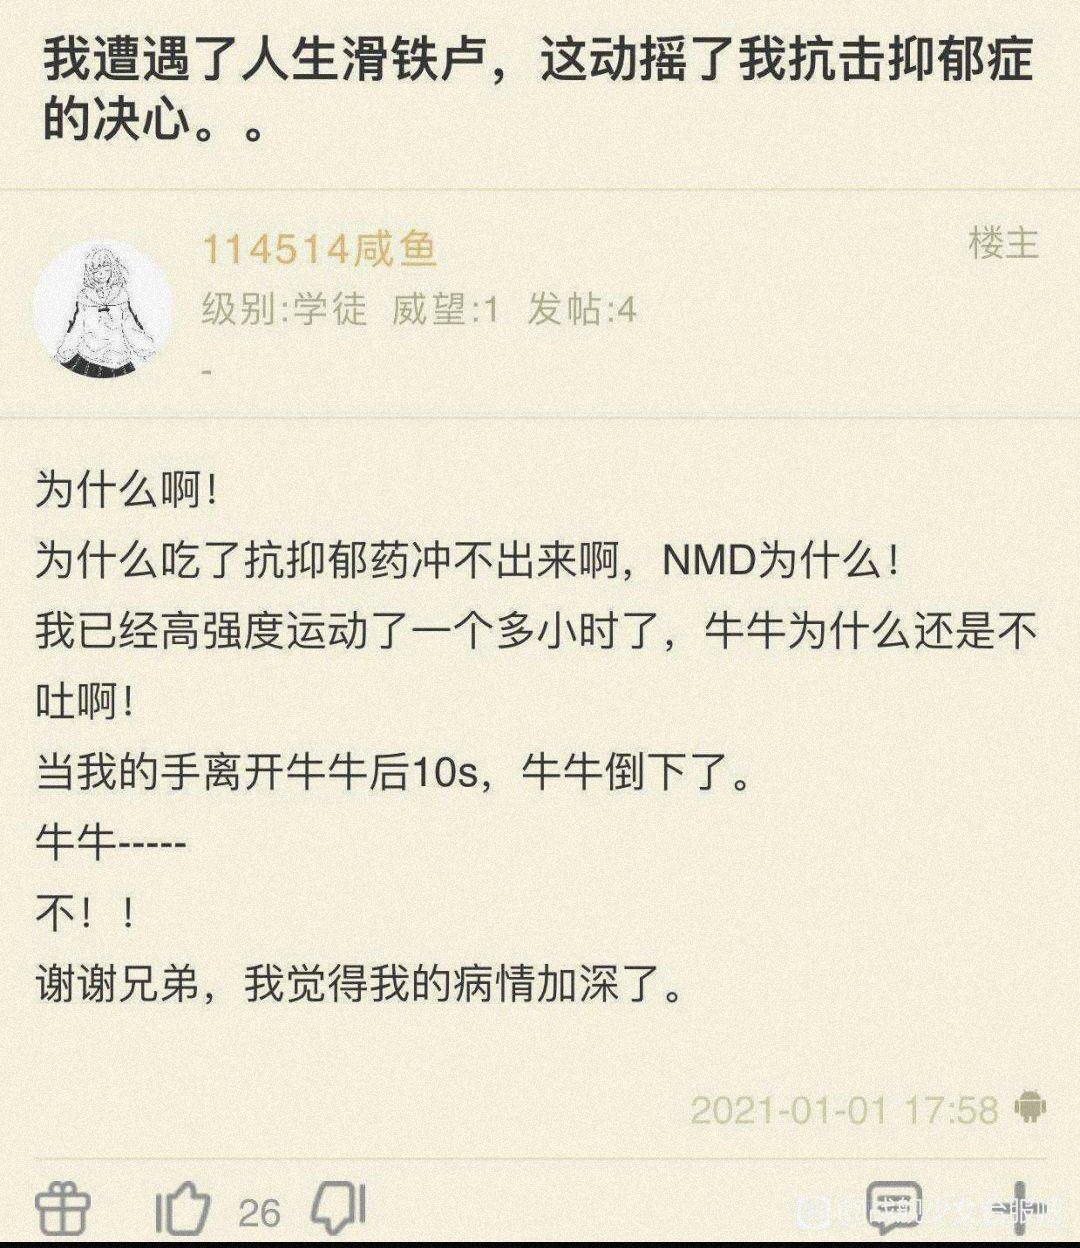 我遭遇了人生滑铁卢，这动摇了我抗击抑郁症
的决心。。
114514咸鱼
楼主
级别:学徒 威望:1 发帖:4
-
为什么啊！
为什么吃了抗抑郁药冲不出来啊，NMD为什么！
我已经高强度运动了一个多小时了，牛牛为什么还是不
吐啊！
当我的手离开牛牛后10s，牛牛倒下了。
牛牛-----
不！！
谢谢兄弟，我觉得我的病情加深了。
2021-01-01 17:58
26